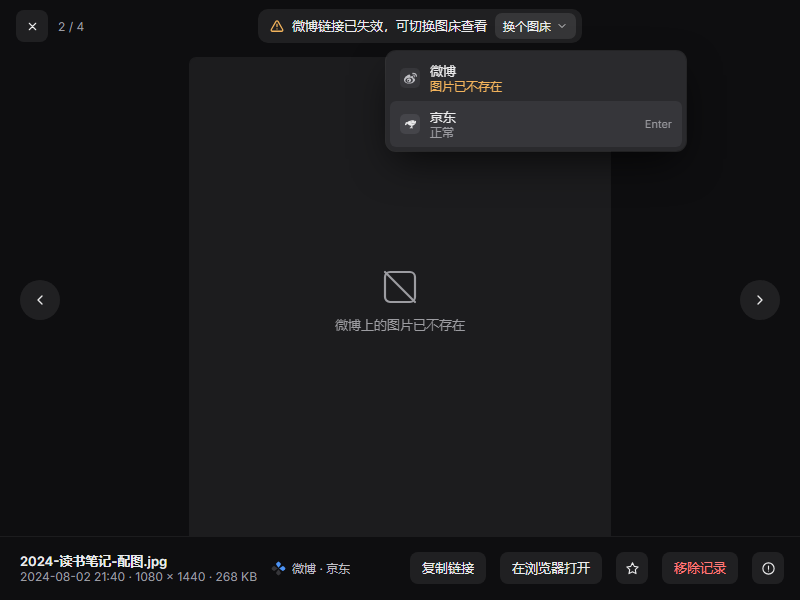 2 / 4
微博链接已失效，可切换图床查看
换个图床
微博
图片已不存在
京东
正常
Enter
微博上的图片已不存在
2024-读书笔记-配图.jpg
2024-08-02 21:40 · 1080 × 1440 · 268 KB
微博 · 京东
复制链接
在浏览器打开
移除记录